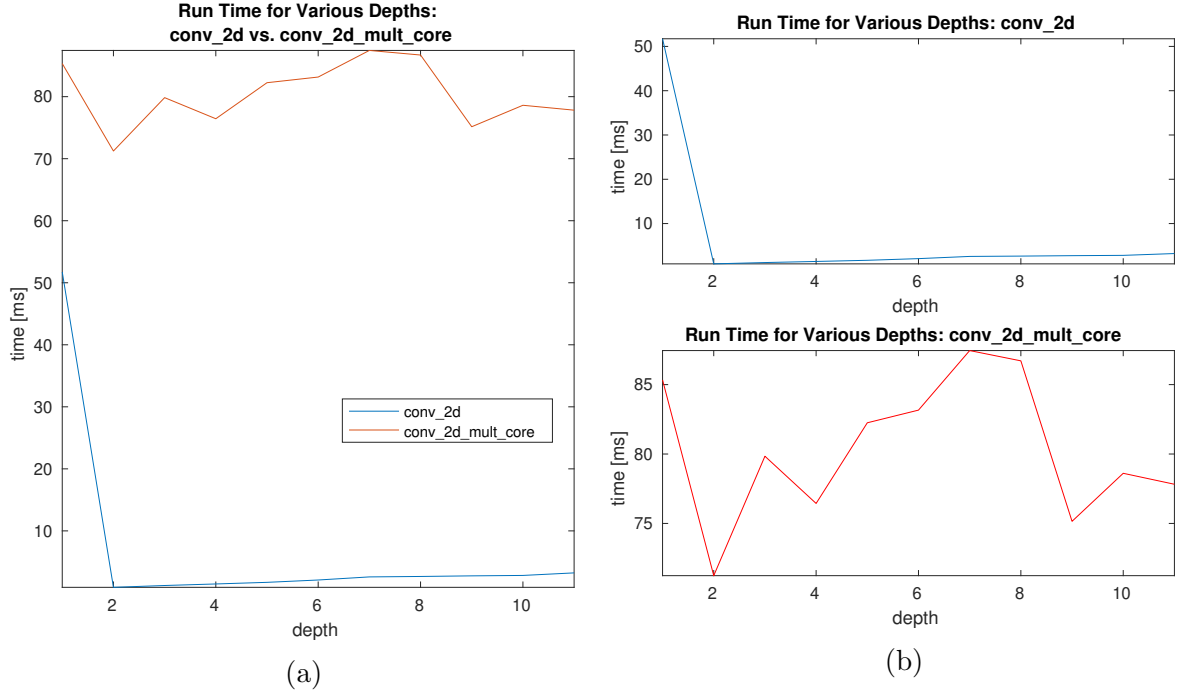 Run Time for Various Depths:
conv_2d vs. conv_2d_mult_core
80
70
60
50
40
30
20
10
time [ms]
conv_2d
conv_2d_mult_core
2 4 6 8 10
depth
(a)
Run Time for Various Depths: conv_2d
50
40
30
20
10
time [ms]
2 4 6 8 10
depth
Run Time for Various Depths: conv_2d_mult_core
85
80
75
time [ms]
2 4 6 8 10
depth
(b)